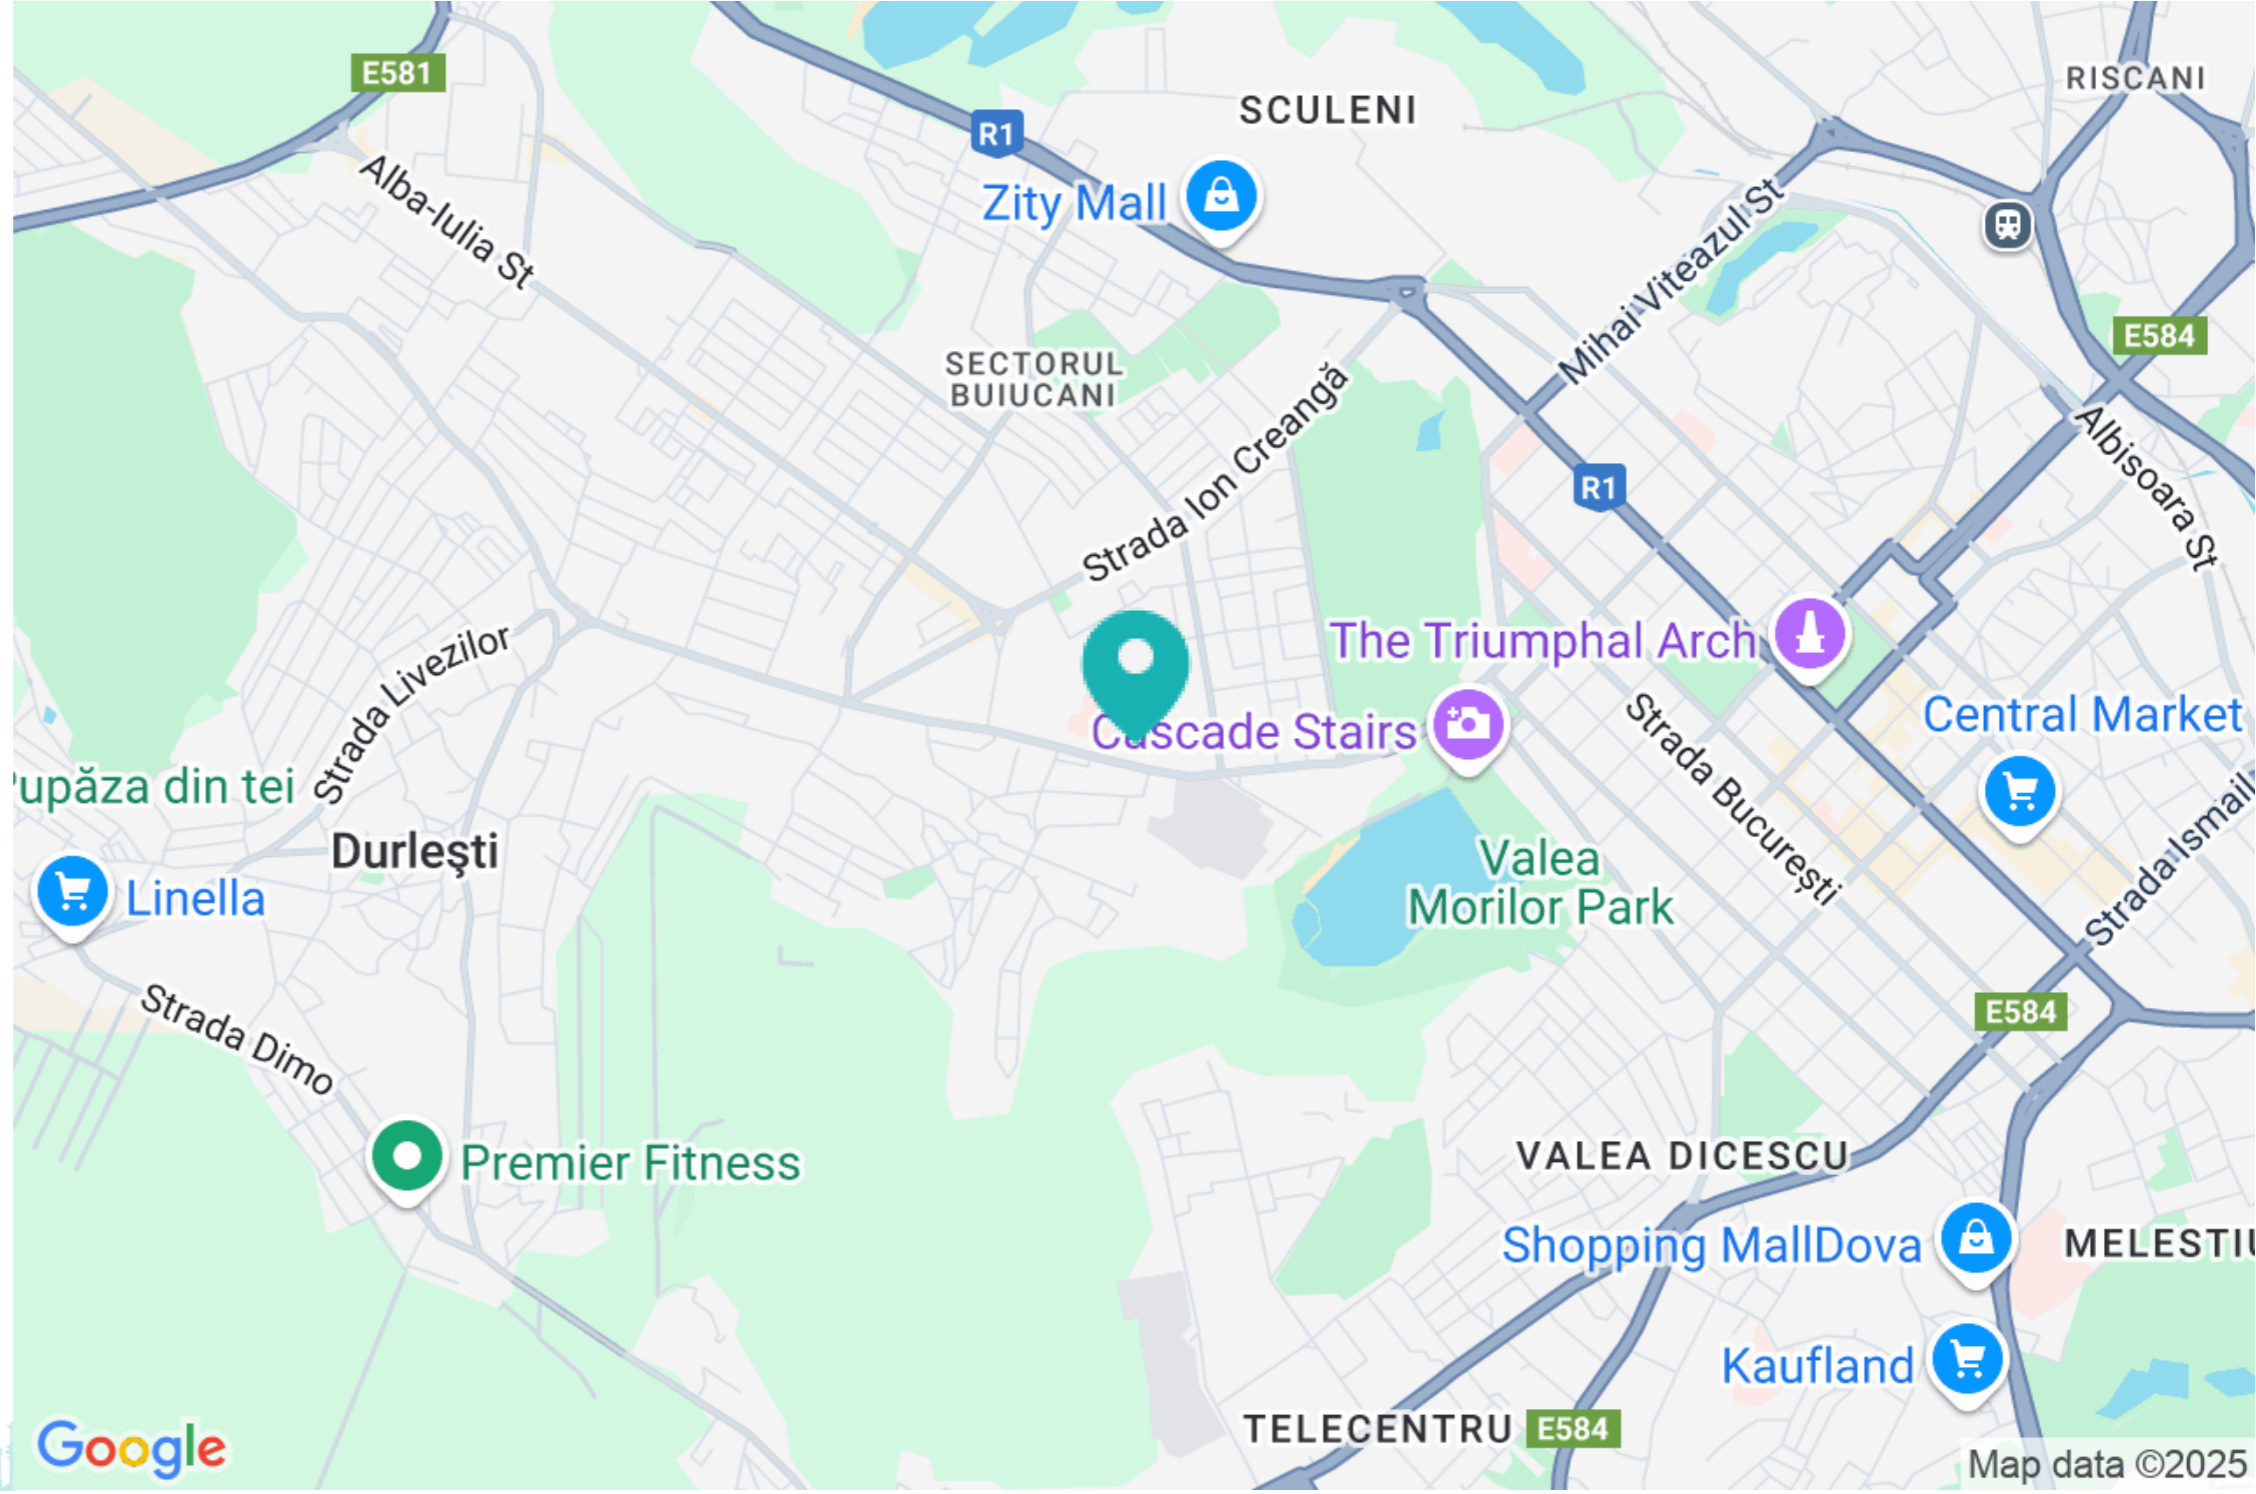 E581
RISCANI
SCULENI
R1
Zity Mall
Alba-Iulia St
Mihai Viteazul St
E584
SECTORUL
BUIUCANI
Strada Ion Creangă
R1
Albisoara St
The Triumphal Arch
Strada Livezilor
Cascade Stairs
Central Market
Strada București
Pupăza din tei
Durleşti
Linella
Valea
Morilor Park
Strada Ismail
Strada Dimo
E584
Premier Fitness
VALEA DICESCU
Shopping MallDova
MELESTIU
Kaufland
TELECENTRU
E584
Google
Map data ©2025